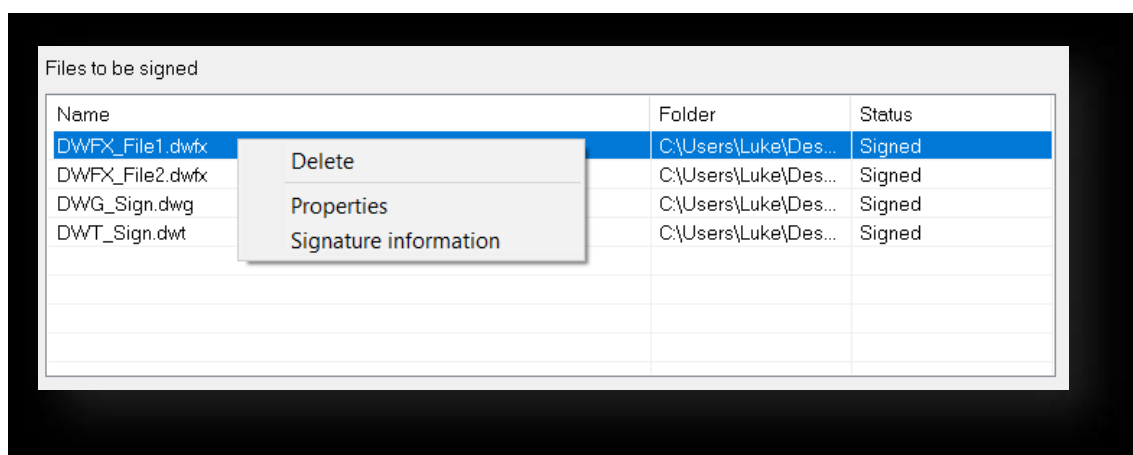 Files to be signed
Name Folder Status
DWFX_File1.dwfx C:\Users\Luke\Des... Signed
Delete
DWFX_File2.dwfx C:\Users\Luke\Des... Signed
DWG_Sign.dwg Properties C:\Users\Luke\Des... Signed
DWT_Sign.dwt Signature information C:\Users\Luke\Des... Signed